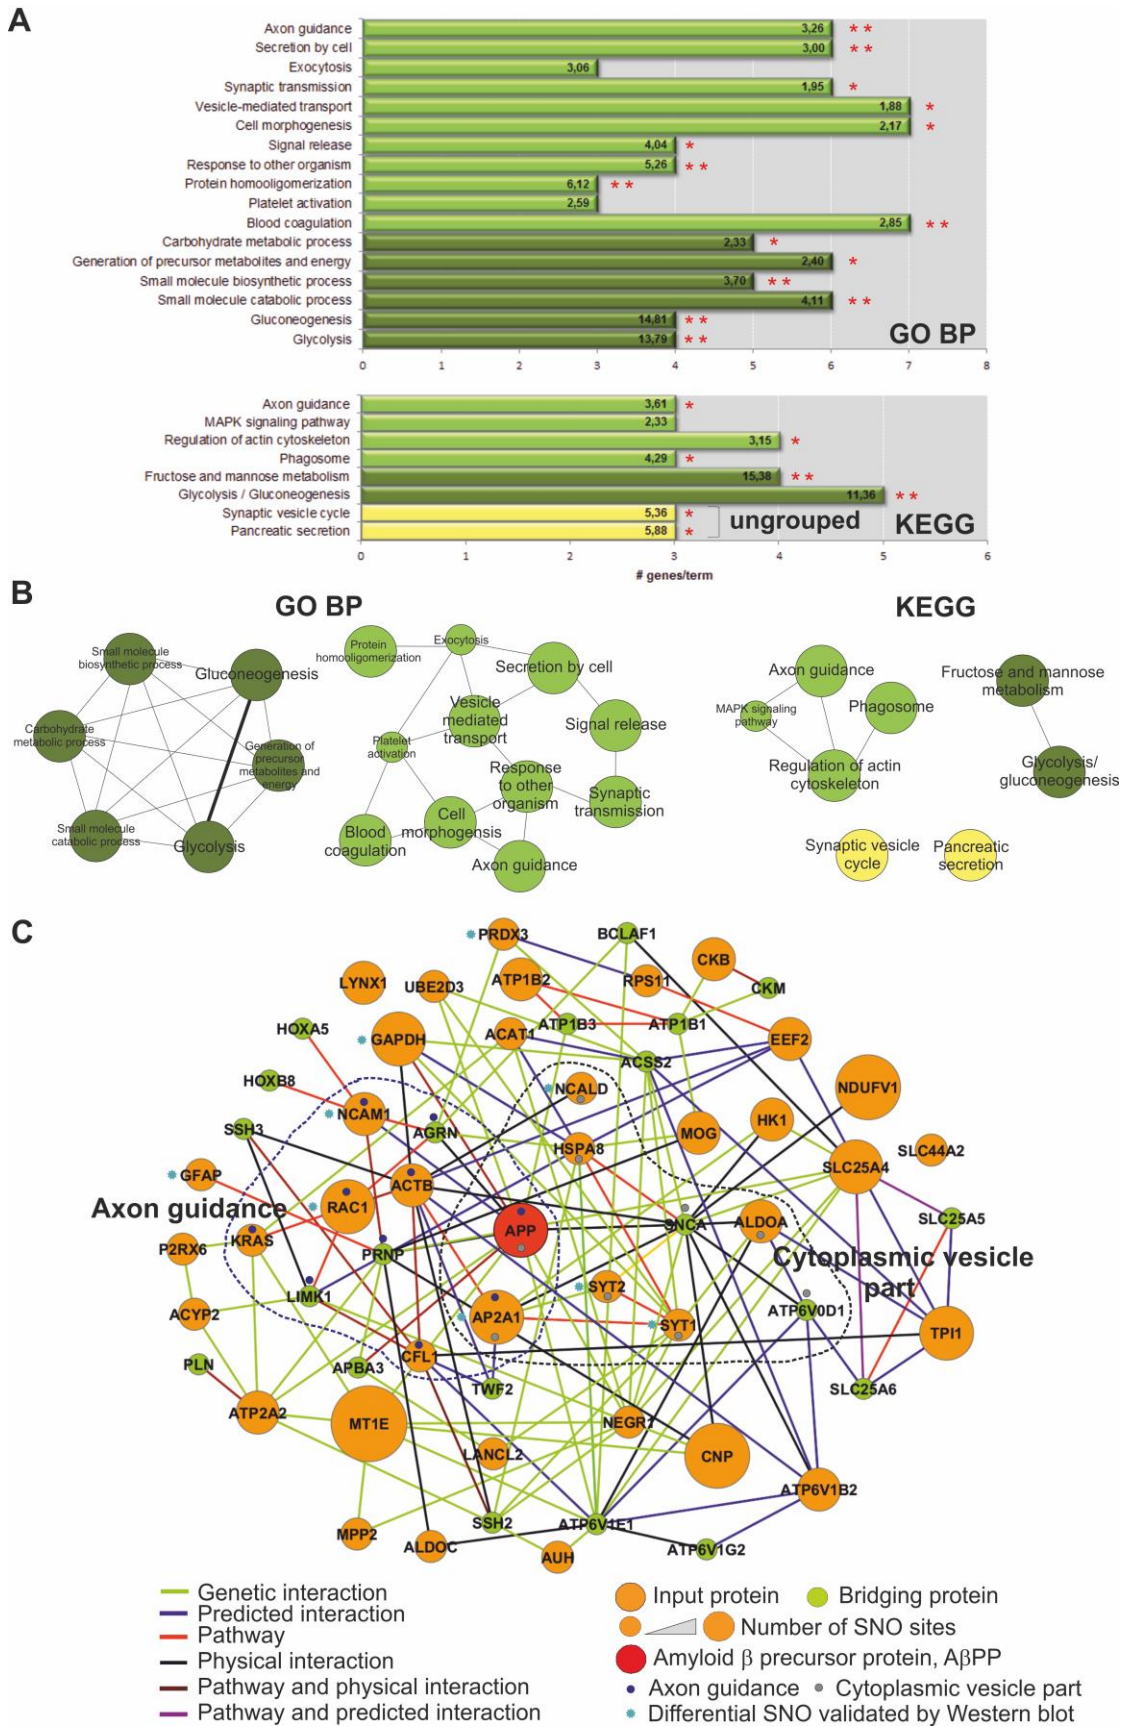 A
Axon guidance 3,26 * *
Secretion by cell 3,00 * *
Exocytosis 3,06
Synaptic transmission 1,95 *
Vesicle-mediated transport 1,88 *
Cell morphogenesis 2,17 *
Signal release 4,04 *
Response to other organism 5,26 * *
Protein homooligomerization 6,12 * *
Platelet activation 2,59
Blood coagulation 2,85 * *
Carbohydrate metabolic process 2,33 *
Generation of precursor metabolites and energy 2,40 *
Small molecule biosynthetic process 3,70 * *
Small molecule catabolic process 4,11 * *
Gluconeogenesis 14,81 * *
Glycolysis 13,79 * *
GO BP
0 1 2 3 4 5 6 7 8
Axon guidance 3,61 *
MAPK signaling pathway 2,33
Regulation of actin cytoskeleton 3,15 *
Phagosome 4,29 *
Fructose and mannose metabolism 15,38 * *
Glycolysis / Gluconeogenesis 11,36 * *
Synaptic vesicle cycle 5,36 *
Pancreatic secretion 5,88 *
ungrouped
KEGG
0 1 2 3 4 5 6
# genes/term
B
GO BP
KEGG
Small molecule
biosynthetic process
Gluconeogenesis
Carbohydrate
metabolic process
Generation of
precursor
metabolites and
energy
Small molecule
catabolic process
Glycolysis
Protein
homooligomerization
Exocytosis
Secretion by cell
Vesicle
mediated
transport
Signal release
Platelet
activation
Response
to other
organism
Synaptic
transmission
Cell
morphogensis
Blood
coagulation
Axon guidance
Axon guidance
MAPK signaling
pathway
Phagosome
Regulation of actin
cytoskeleton
Fructose and mannose
metabolism
Glycolysis/
gluconeogenesis
Synaptic vesicle
cycle
Pancreatic
secretion
C
PRDX3
BCLAF1
CKB
LYNX1
UBE2D3
ATP1B2
RPS11
CKM
HOXA5
GAPDH
ACAT1
ATP1B3
ATP1B1
EEF2
ACSS2
HOXB8
NCALD
NDUFV1
NCAM1
SSH3
AGRN
HSPA8
MOG
HK1
SLC44A2
GFAP
ACTB
SLC25A4
Axon guidance
RAC1
APP
SNCA
ALDOA
SLC25A5
P2RX6
KRAS
PRNP
Cytoplasmic vesicle
part
LIMK1
SYT2
ATP6V0D1
ACYP2
AP2A1
SYT1
TPI1
PLN
APBA3
CFL1
TWF2
SLC25A6
ATP2A2
MT1E
NEGR1
LANCL2
CNP
ATP6V1B2
MPP2
SSH2
ATP6V1E1
ALDOC
AUH
ATP6V1G2
Genetic interaction
Predicted interaction
Pathway
Physical interaction
Pathway and physical interaction
Pathway and predicted interaction
Input protein
Bridging protein
Number of SNO sites
Amyloid β precursor protein, AβPP
Axon guidance
Cytoplasmic vesicle part
Differential SNO validated by Western blot